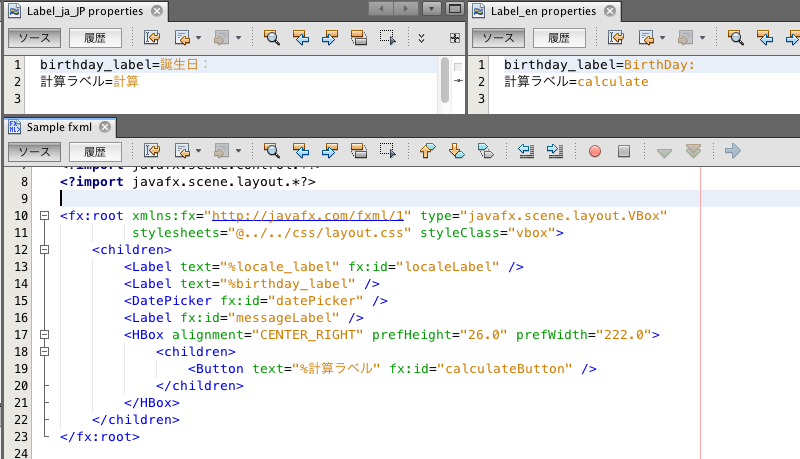 Label_ja_JP properties
Label_en properties
ソース 履歴
ソース 履歴
1 birthday_label=誕生日：
2 計算ラベル=計算
3
1 birthday_label=BirthDay:
2 計算ラベル=calculate
3
Sample fxml
ソース 履歴
8 <?import javafx.scene.layout.*?>
9
10 <fx:root xmlns:fx="http://javafx.com/fxml/1" type="javafx.scene.layout.VBox"
11 stylesheets="@../../css/layout.css" styleClass="vbox">
12 <children>
13 <Label text="%locale_label" fx:id="localeLabel" />
14 <Label text="%birthday_label" />
15 <DatePicker fx:id="datePicker" />
16 <Label fx:id="messageLabel" />
17 <HBox alignment="CENTER_RIGHT" prefHeight="26.0" prefWidth="222.0">
18 <children>
19 <Button text="%計算ラベル" fx:id="calculateButton" />
20 </children>
21 </HBox>
22 </children>
23 </fx:root>
24